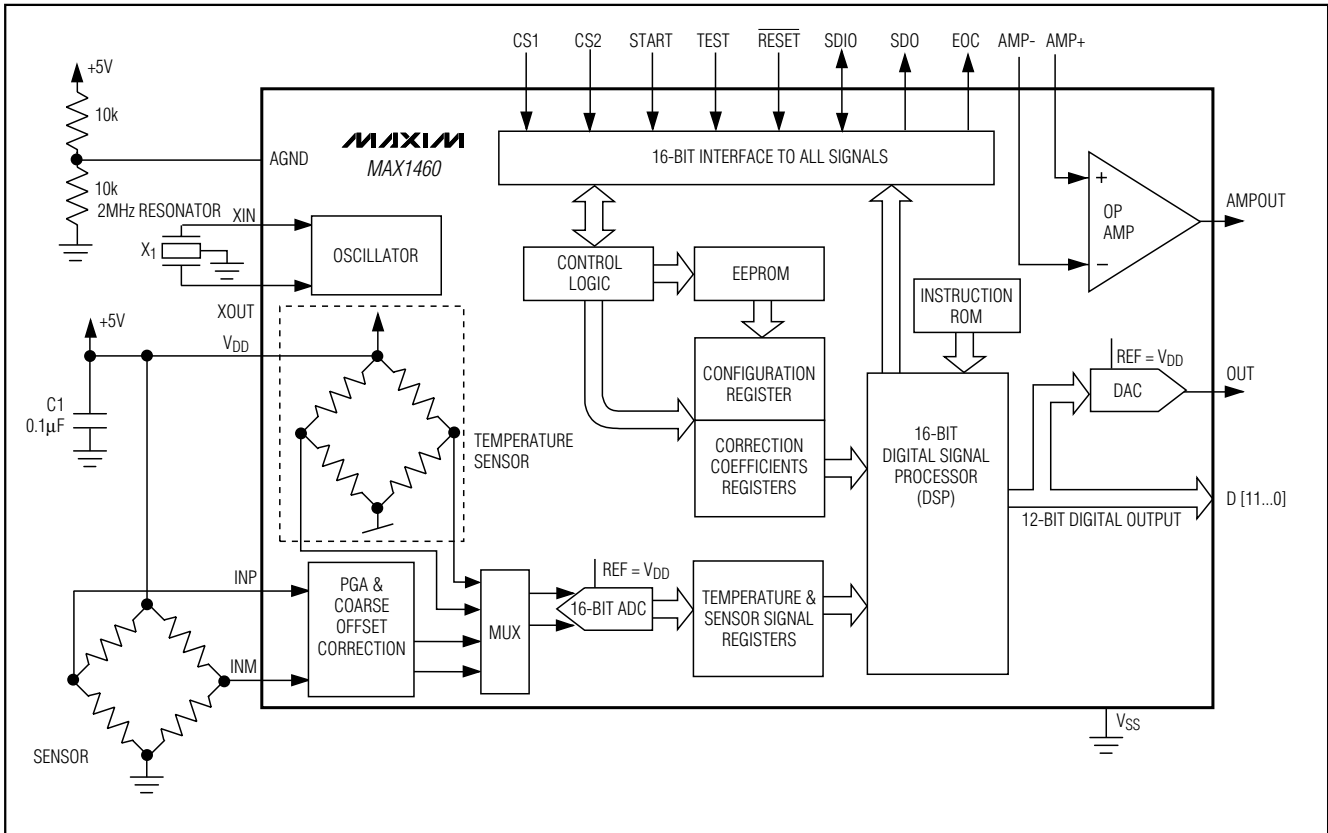 CS1 CS2 START TEST RESET SDIO SDO EOC AMP- AMP+
+5V
10k
AGND
10k
2MHz RESONATOR
XIN
X1
XOUT
MAXIM
MAX1460
16-BIT INTERFACE TO ALL SIGNALS
OSCILLATOR
CONTROL
LOGIC
EEPROM
INSTRUCTION
ROM
+
OP
AMP
−
AMPOUT
+5V
VDD
C1
0.1µF
TEMPERATURE
SENSOR
CONFIGURATION
REGISTER
CORRECTION
COEFFICIENTS
REGISTERS
16-BIT
DIGITAL SIGNAL
PROCESSOR
(DSP)
REF = VDD
DAC
OUT
12-BIT DIGITAL OUTPUT
D [11...0]
INP
INM
PGA &
COARSE
OFFSET
CORRECTION
MUX
REF = VDD
16-BIT ADC
TEMPERATURE &
SENSOR SIGNAL
REGISTERS
SENSOR
VSS